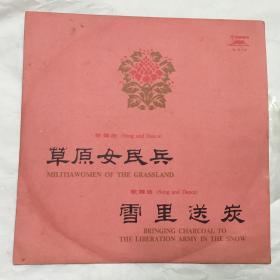 歌舞曲 (Song and Dance)
草原女民兵
MILITIAWOMEN OF THE GRASSLAND
歌舞曲 (Song and Dance)
雪里送炭
BRINGING CHARCOAL TO
THE LIBERATION ARMY IN THE SNOW